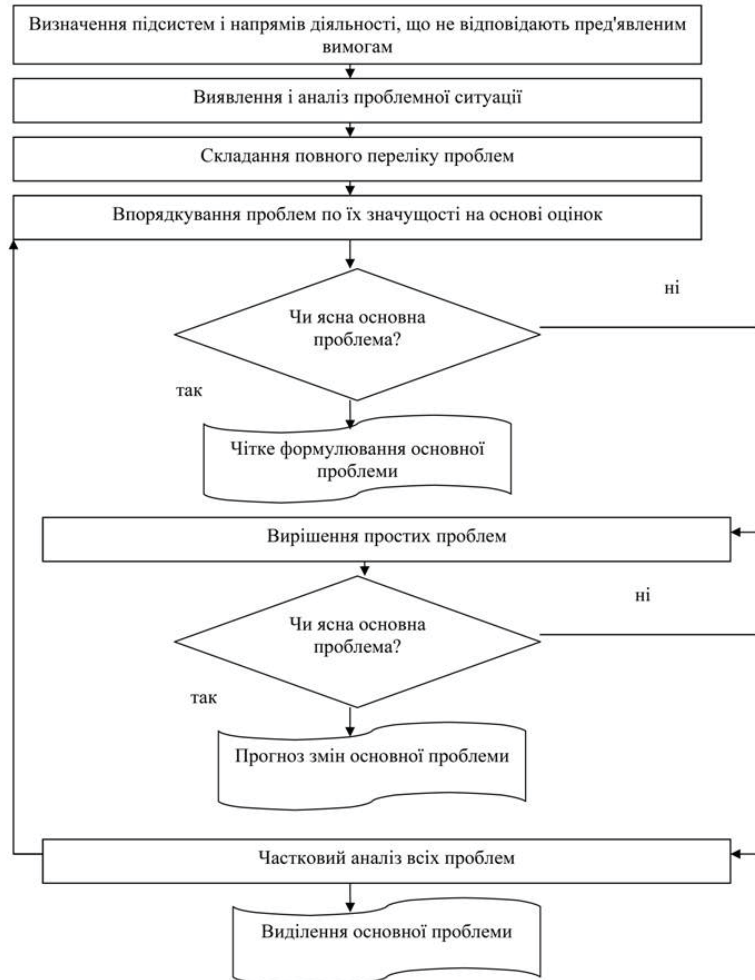 Визначення підсистем і напрямів діяльності, що не відповідають пред'явленим
вимогам
Виявлення і аналіз проблемної ситуації
Складання повного переліку проблем
Впорядкування проблем по їх значущості на основі оцінок
ні
Чи ясна основна
проблема?
так
Чітке формулювання основної
проблеми
Вирішення простих проблем
ні
Чи ясна основна
проблема?
так
Прогноз змін основної проблеми
Частковий аналіз всіх проблем
Виділення основної проблеми